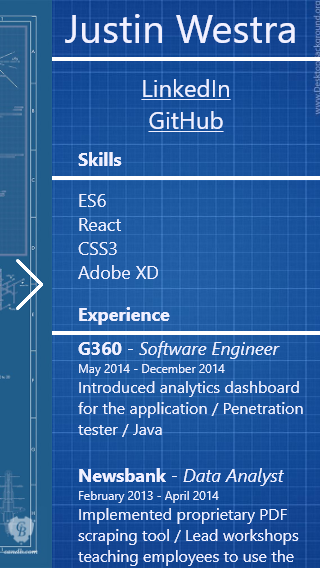 Justin Westra
LinkedIn
GitHub
Skills
ES6
React
CSS3
Adobe XD
Experience
G360 - Software Engineer
May 2014 - December 2014
Introduced analytics dashboard
for the application / Penetration
tester / Java
Newsbank - Data Analyst
February 2013 - April 2014
Implemented proprietary PDF
scraping tool / Lead workshops
teaching employees to use the